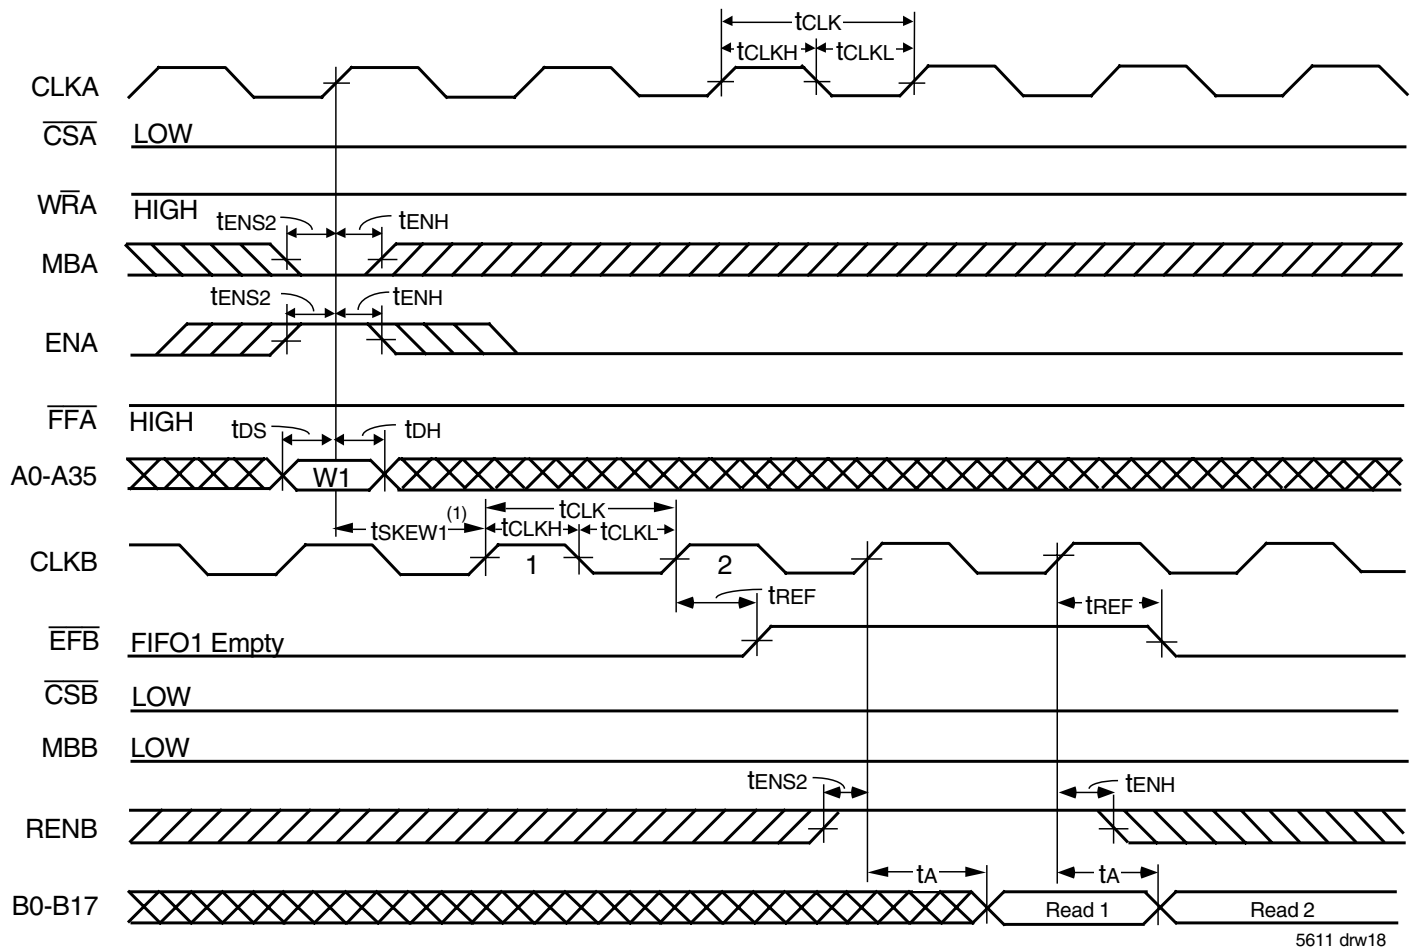 tCLK
tCLKH tCLKL
CLKA
CSA LOW
WRA HIGH
tENS2 tENH
MBA
tENS2 tENH
ENA
FFA HIGH
tDS tDH
A0-A35 W1
tSKEW1(1) tCLK
tCLKH tCLKL
CLKB 1 2
tREF tREF
EFB FIFO1 Empty
CSB LOW
MBB LOW
tENS2 tENH
RENB
tA tA
B0-B17 Read 1 Read 2
5611 drw18